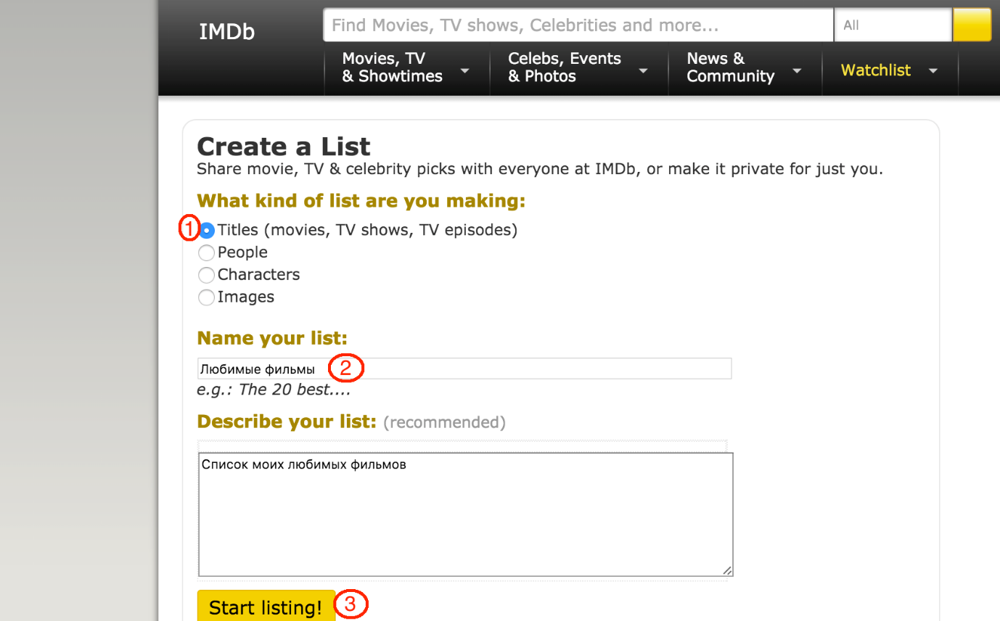 IMDb
Find Movies, TV shows, Celebrities and more...
All
Movies, TV
& Showtimes
Celebs, Events
& Photos
News &
Community
Watchlist
Create a List
Share movie, TV & celebrity picks with everyone at IMDb, or make it private for just you.
What kind of list are you making:
1 Titles (movies, TV shows, TV episodes)
People
Characters
Images
Name your list:
Любимые фильмы 2
e.g.: The 20 best....
Describe your list: (recommended)
Список моих любимых фильмов
Start listing! 3